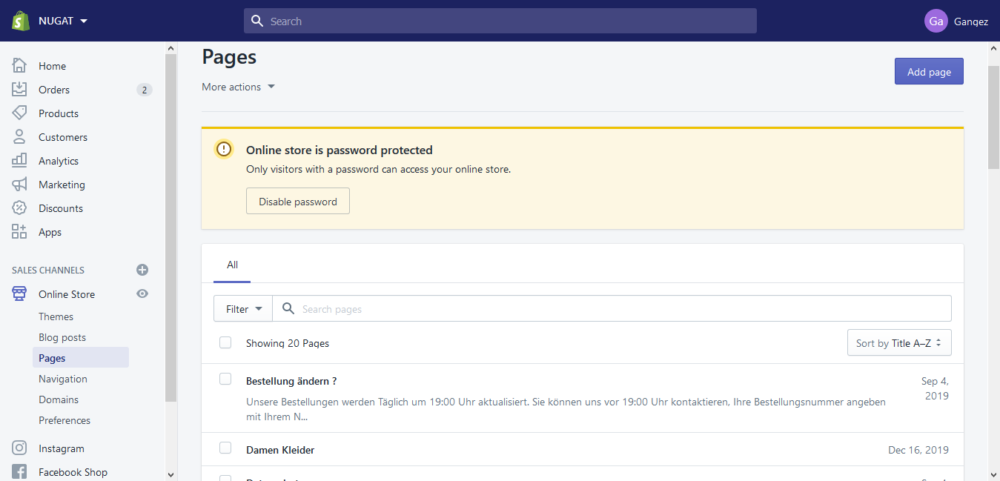 NUGAT
Search
Ga
Gangez
Home
Orders
2
Products
Customers
Analytics
Marketing
Discounts
Apps
SALES CHANNELS
Online Store
Themes
Blog posts
Pages
Navigation
Domains
Preferences
Instagram
Facebook Shop
Pages
More actions
Add page
Online store is password protected
Only visitors with a password can access your online store.
Disable password
All
Filter
Search pages
Showing 20 Pages
Sort by Title A–Z
Bestellung ändern ?
Sep 4,
2019
Unsere Bestellungen werden Täglich um 19:00 Uhr aktualisiert. Sie können uns vor 19:00 Uhr kontaktieren, Ihre Bestellungsnummer angeben
mit Ihrem N...
Damen Kleider
Dec 16, 2019